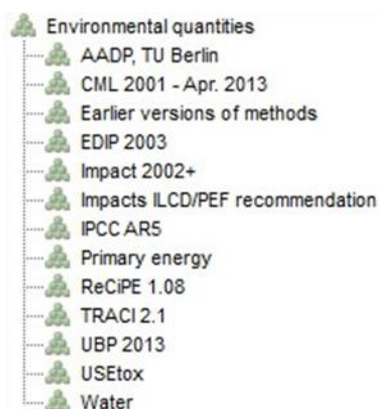 Environmental quantities
AADP, TU Berlin
CML 2001 - Apr. 2013
Earlier versions of methods
EDIP 2003
Impact 2002+
Impacts ILCD/PEF recommendation
IPCC AR5
Primary energy
ReCiPE 1.08
TRACI 2.1
UBP 2013
USEtox
Water